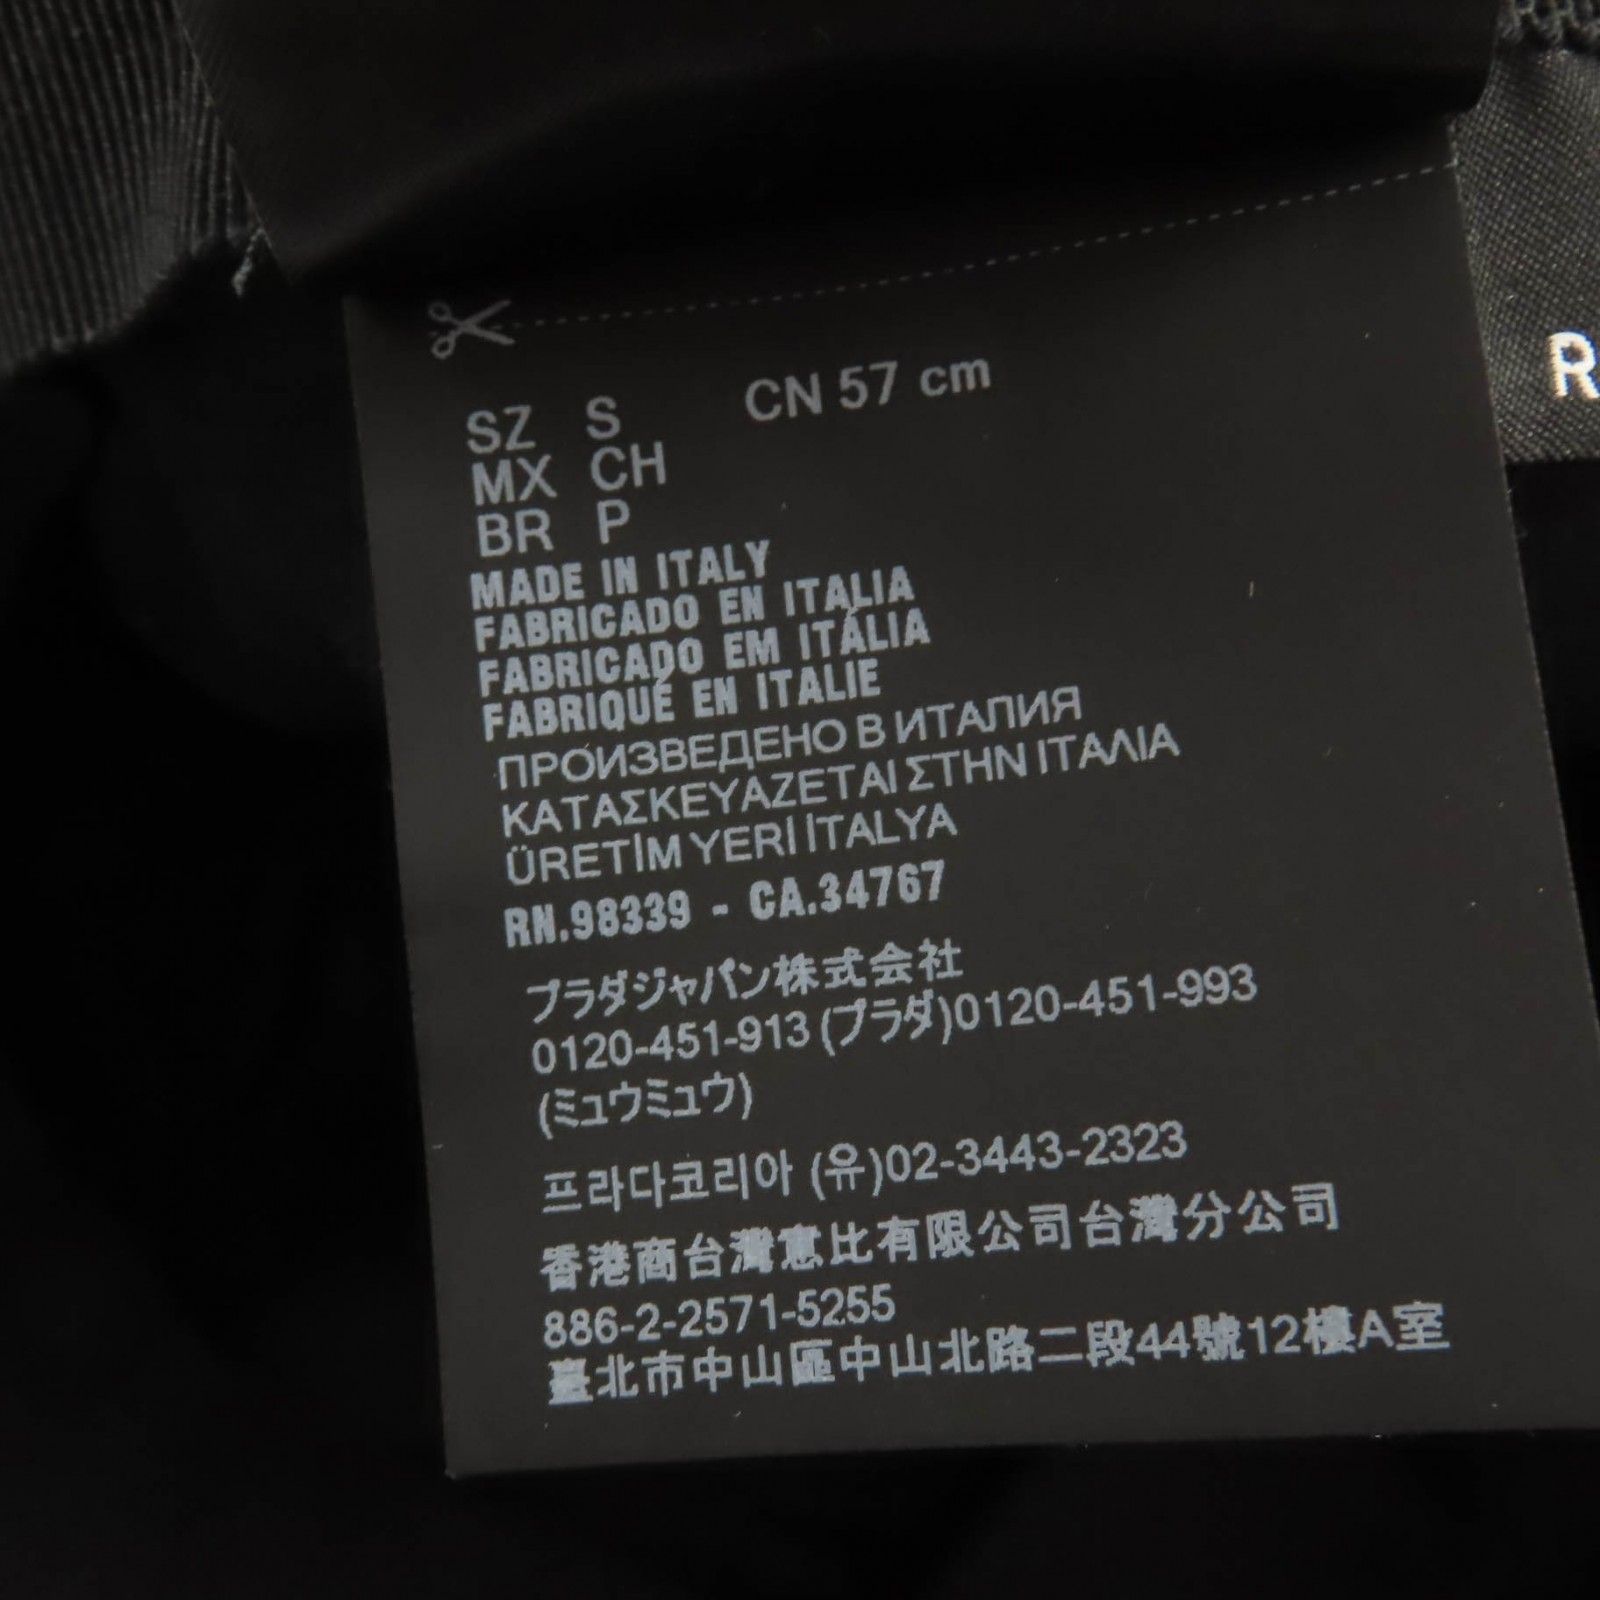 SZ S CN 57 cm
MX CH
BR P
MADE IN ITALY
FABRICADO EN ITALIA
FABRICADO EM ITÁLIA
FABRIQUÉ EN ITALIE
ПРОИЗВЕДЕНО В ИТАЛИЯ
ΚΑΤΑΣΚΕΥΑΖΕΤΑΙ ΣΤΗΝ ΙΤΑΛΙΑ
ÜRETİM YERİ İTALYA
RN.98339 - CA.34767
プラダジャパン株式会社
0120-451-913 (プラダ)0120-451-993
(ミュウミュウ)
프라다코리아 (유)02-3443-2323
香港商台灣惠比有限公司台灣分公司
886-2-2571-5255
臺北市中山區中山北路二段44號12樓A室
R